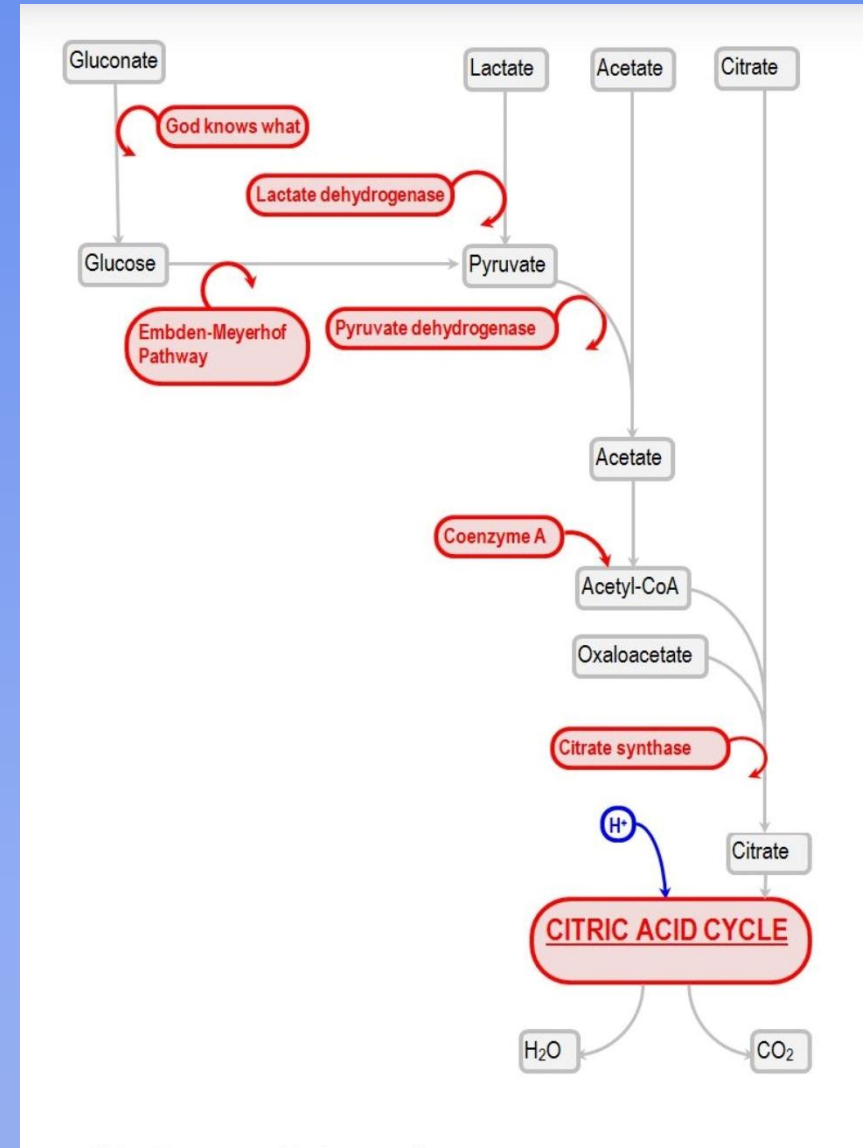 Gluconate
Lactate
Acetate
Citrate
God knows what
Lactate dehydrogenase
Glucose
Pyruvate
Embden-Meyerhof
Pathway
Pyruvate dehydrogenase
Acetate
Coenzyme A
Acetyl-CoA
Oxaloacetate
Citrate synthase
H⁺
Citrate
CITRIC ACID CYCLE
H₂O
CO₂